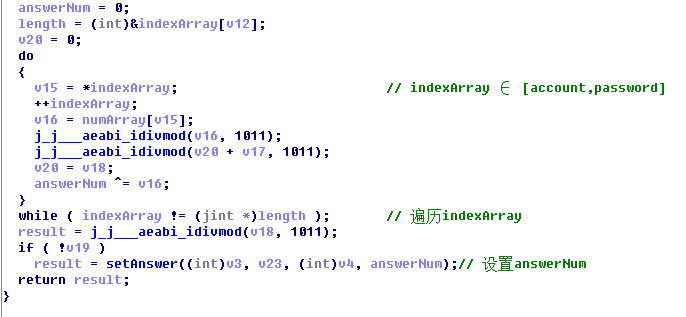 answerNum = 0;
length = (int)&indexArray[v12];
v20 = 0;
do
{
v15 = *indexArray; // indexArray ∈ [account,password]
++indexArray;
v16 = numArray[v15];
j_j___aeabi_idivmod(v16, 1011);
j_j___aeabi_idivmod(v20 + v17, 1011);
v20 = v18;
answerNum ^= v16;
}
while ( indexArray != (jint *)length ); // 遍历indexArray
result = j_j___aeabi_idivmod(v18, 1011);
if ( !v19 )
result = setAnswer((int)v3, v23, (int)v4, answerNum);// 设置answerNum
return result;
}